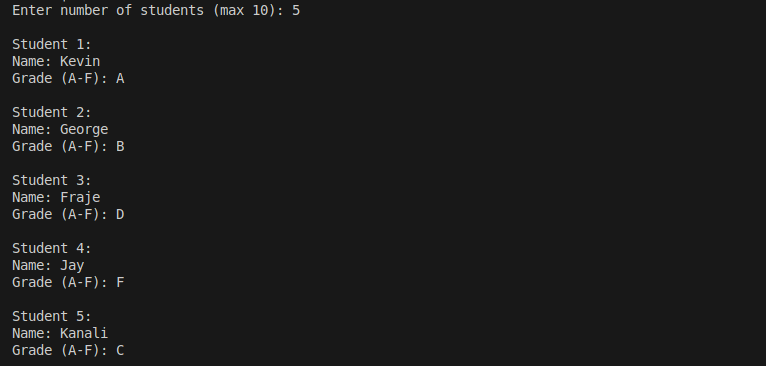 Enter number of students (max 10): 5
Student 1:
Name: Kevin
Grade (A-F): A
Student 2:
Name: George
Grade (A-F): B
Student 3:
Name: Fraje
Grade (A-F): D
Student 4:
Name: Jay
Grade (A-F): F
Student 5:
Name: Kanali
Grade (A-F): C